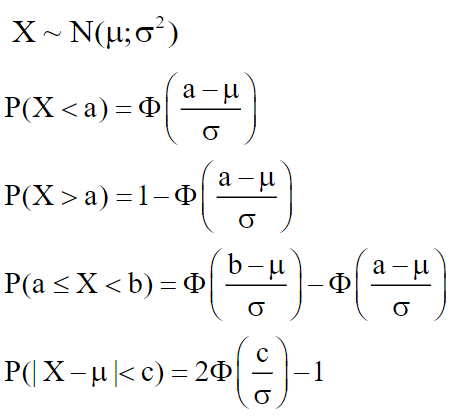 X ~ N(μ;σ²)
P(X < a) = Φ((a − μ)/σ)
P(X > a) = 1 − Φ((a − μ)/σ)
P(a ≤ X < b) = Φ((b − μ)/σ) − Φ((a − μ)/σ)
P(| X − μ |< c) = 2Φ(c/σ) − 1